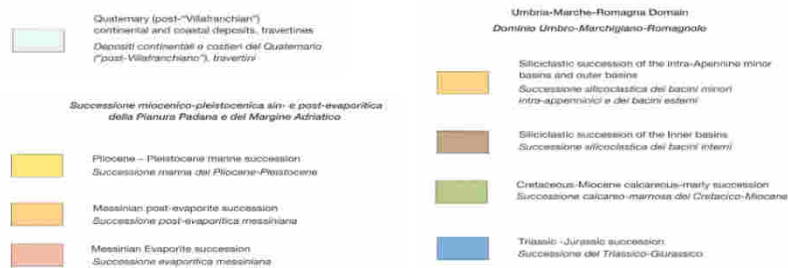 Quaternary (post-"Villafranchian")
continental and coastal deposits, travertines
Depositi continentali e costieri del Quaternario
("post-Villafranchiano"), travertini
Successione miocenico-pleistocenica sin- e post-evaporitica
della Pianura Padana e del Margine Adriatico
Pliocene – Pleistocene marine succession
Successione marina del Pliocene-Pleistocene
Messinian post-evaporite succession
Successione post-evaporitica messiniana
Messinian Evaporite succession
Successione evaporitica messiniana
Umbria-Marche-Romagna Domain
Dominio Umbro-Marchigiano-Romagnolo
Siliciclastic succession of the Intra-Apennine minor
basins and outer basins
Successione silicoclastica dei bacini minori
intra-appenninici e dei bacini esterni
Siliciclastic succession of the Inner basins
Successione silicoclastica dei bacini interni
Cretaceous-Miocene calcareous-marly succession
Successione calcareo-marnosa del Cretacico-Miocene
Triassic -Jurassic succession
Successione del Triassico-Giurassico